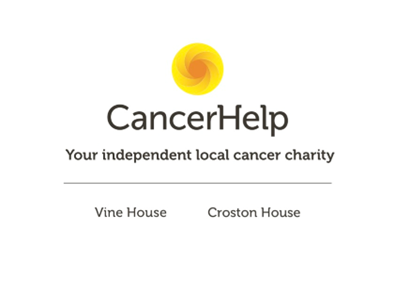 CancerHelp
Your independent local cancer charity
Vine House Croston House